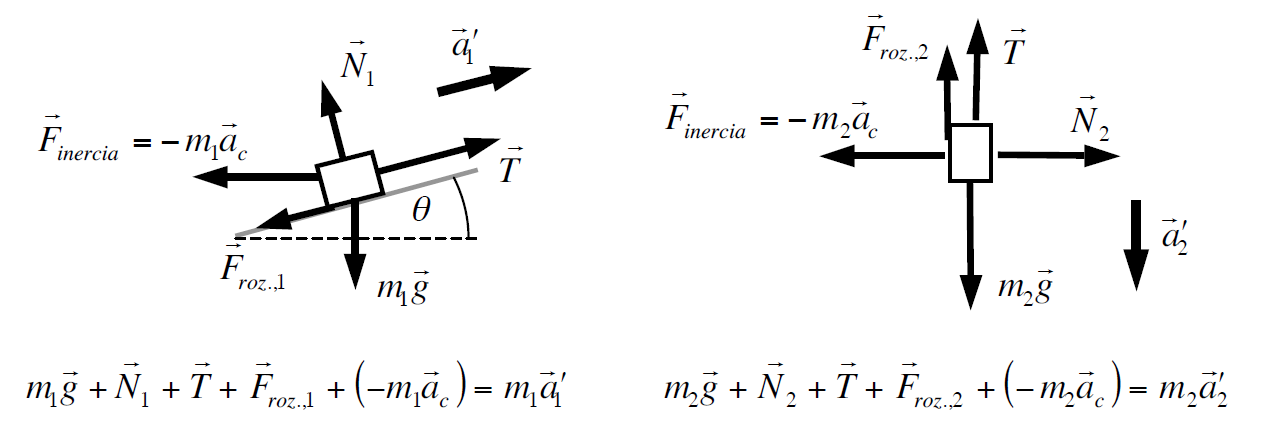 N⃗₁
a⃗₁′
F⃗inercia = −m₁a⃗c
T⃗
θ
F⃗roz.,1
m₁g⃗
m₁g⃗ + N⃗₁ + T⃗ + F⃗roz.,1 + (−m₁a⃗c) = m₁a⃗₁′
F⃗roz.,2
T⃗
F⃗inercia = −m₂a⃗c
N⃗₂
a⃗₂′
m₂g⃗
m₂g⃗ + N⃗₂ + T⃗ + F⃗roz.,2 + (−m₂a⃗c) = m₂a⃗₂′